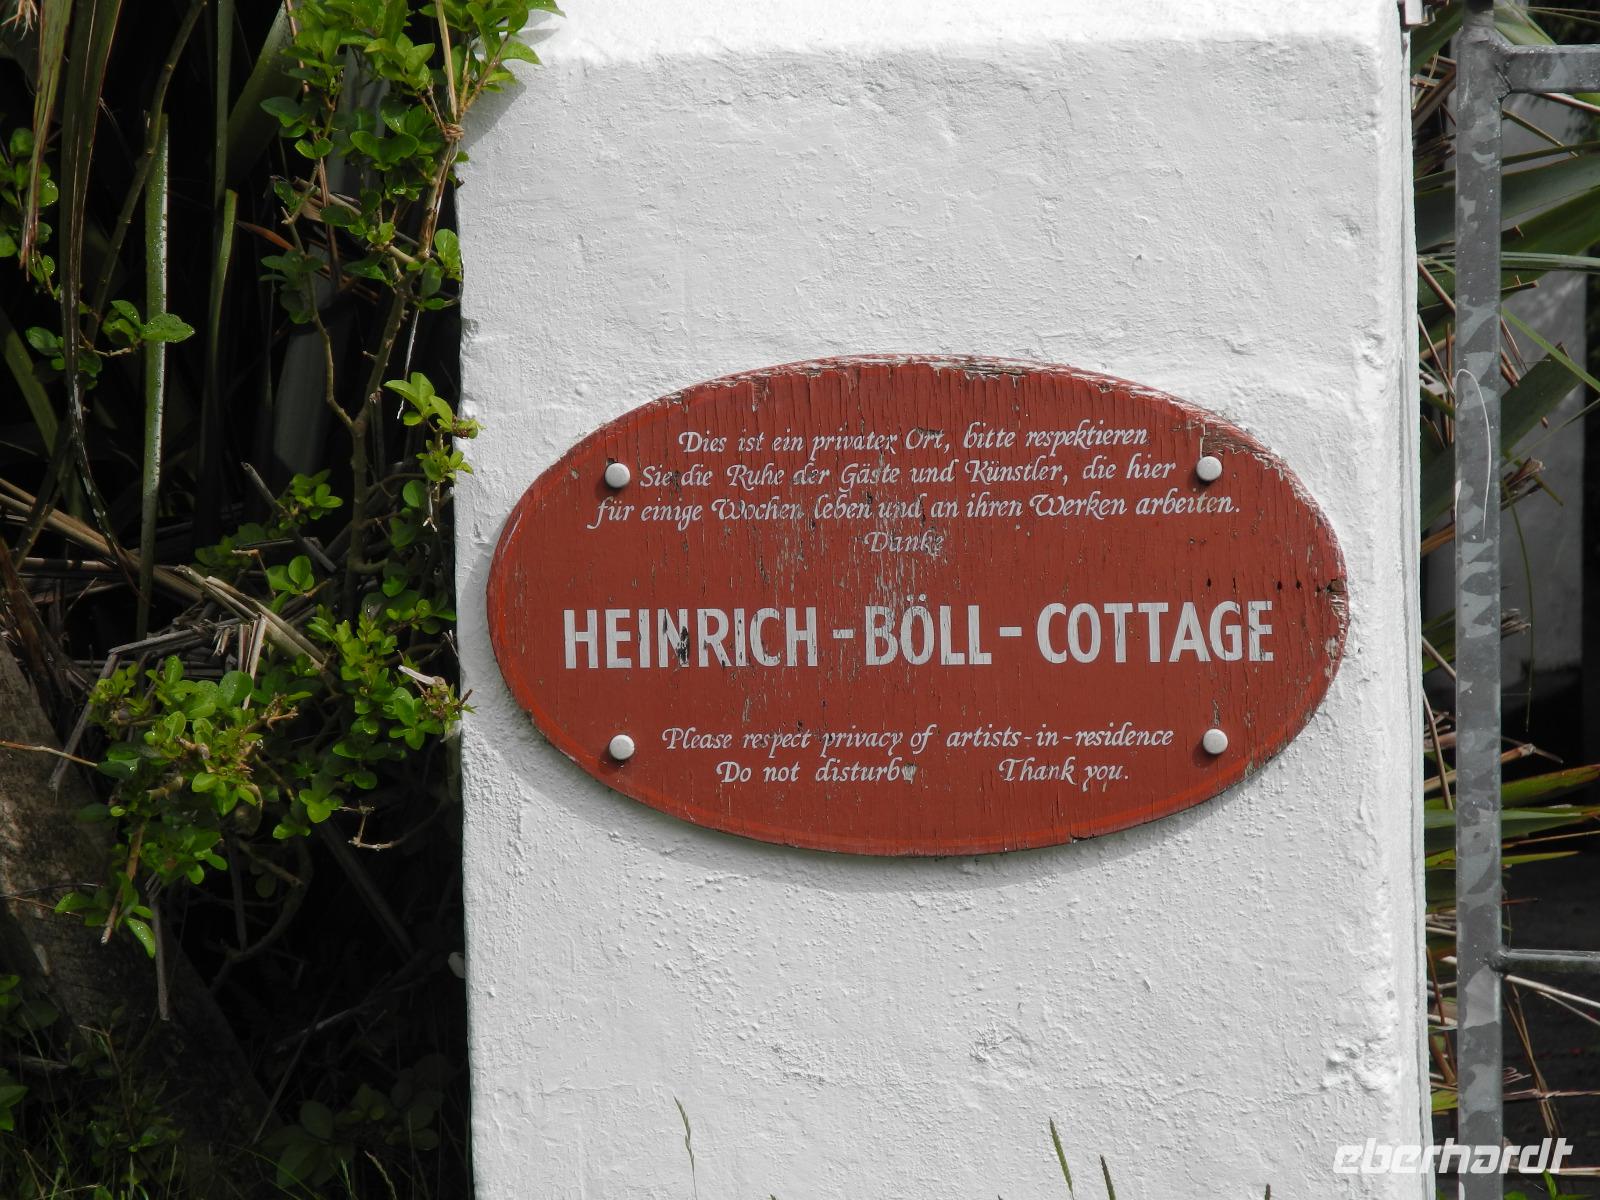 Dies ist ein privater Ort, bitte respektieren
Sie die Ruhe der Gäste und Künstler, die hier
für einige Wochen leben und an ihren Werken arbeiten.
Danke
HEINRICH-BÖLL-COTTAGE
Please respect privacy of artists-in-residence
Do not disturb Thank you.
eberhardt